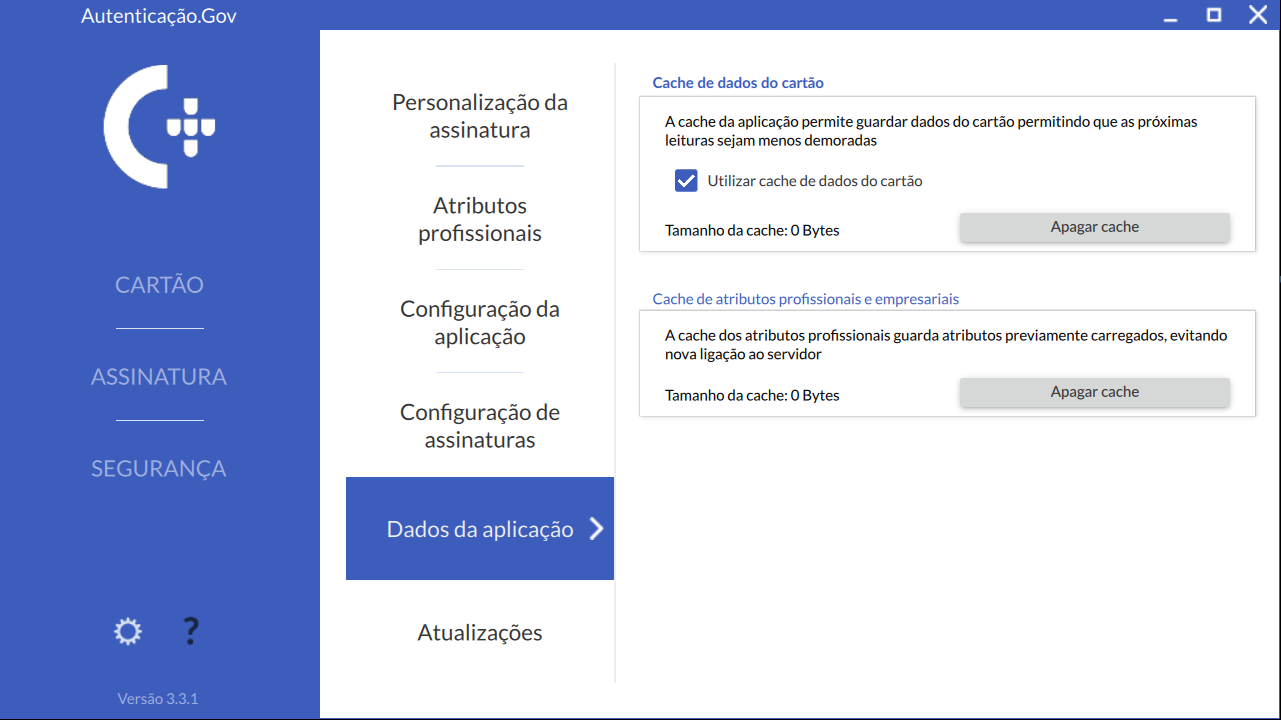 Autenticação.Gov
CARTÃO
ASSINATURA
SEGURANÇA
?
Versão 3.3.1
Personalização da
assinatura
Atributos
profissionais
Configuração da
aplicação
Configuração de
assinaturas
Dados da aplicação
Atualizações
Cache de dados do cartão
A cache da aplicação permite guardar dados do cartão permitindo que as próximas
leituras sejam menos demoradas
Utilizar cache de dados do cartão
Tamanho da cache: 0 Bytes
Apagar cache
Cache de atributos profissionais e empresariais
A cache dos atributos profissionais guarda atributos previamente carregados, evitando
nova ligação ao servidor
Tamanho da cache: 0 Bytes
Apagar cache